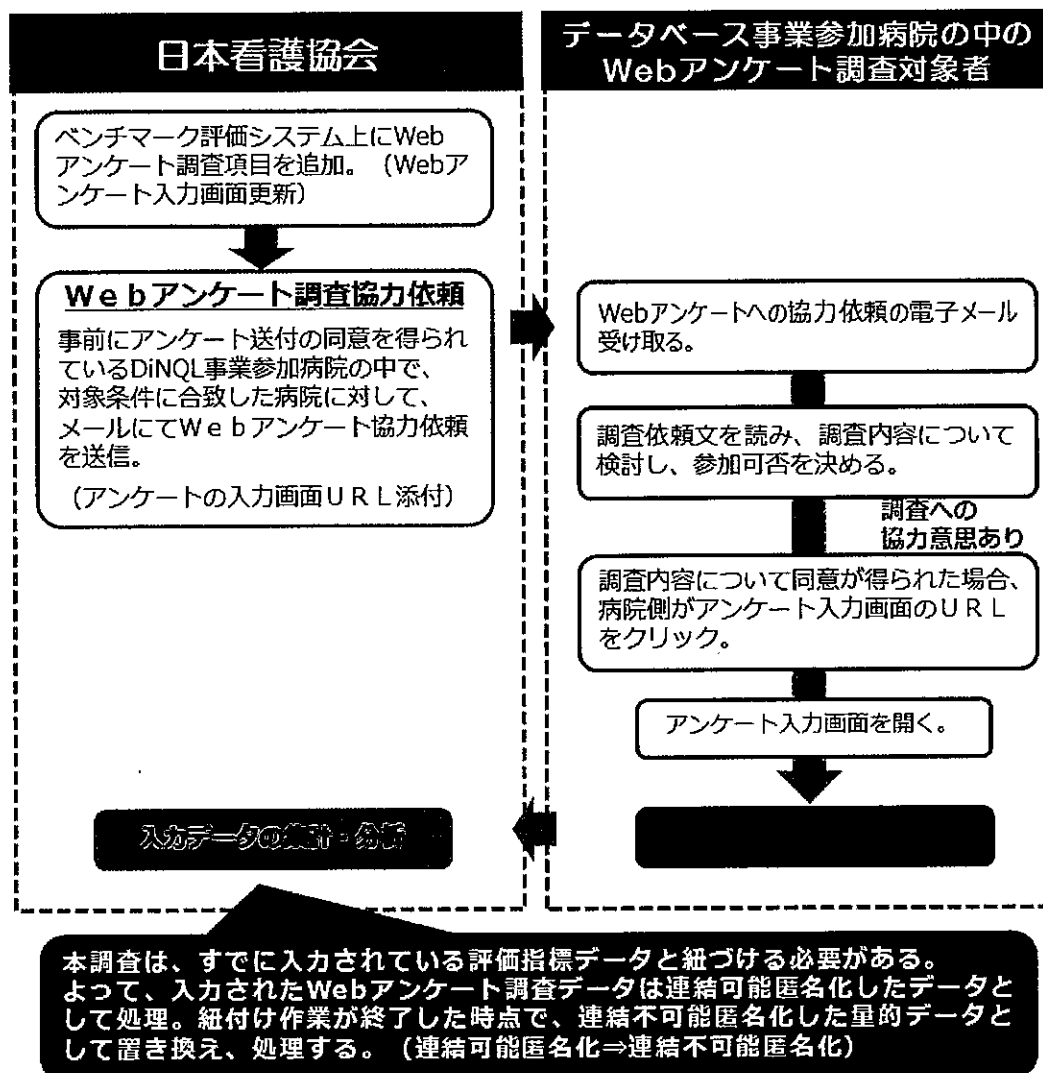 日本看護協会
ベンチマーク評価システム上にWeb
アンケート調査項目を追加。（Webア
ンケート入力画面更新）
Ｗｅｂアンケート調査協力依頼
事前にアンケート送付の同意を得られ
ているDiNQL事業参加病院の中で、
対象条件に合致した病院に対して、
メールにてＷｅｂアンケート協力依頼
を送信。
（アンケートの入力画面ＵＲＬ添付）
データベース事業参加病院の中の
Webアンケート調査対象者
Webアンケートへの協力依頼の電子メール
受け取る。
調査依頼文を読み、調査内容について
検討し、参加可否を決める。
調査への
協力意思あり
調査内容について同意が得られた場合、
病院側がアンケート入力画面のＵＲＬ
をクリック。
アンケート入力画面を開く。
入力データの集計・分析
本調査は、すでに入力されている評価指標データと紐づける必要がある。
よって、入力されたWebアンケート調査データは連結可能匿名化したデータと
して処理。紐付け作業が終了した時点で、連結不可能匿名化した量的データと
して置き換え、処理する。（連結可能匿名化⇒連結不可能匿名化）